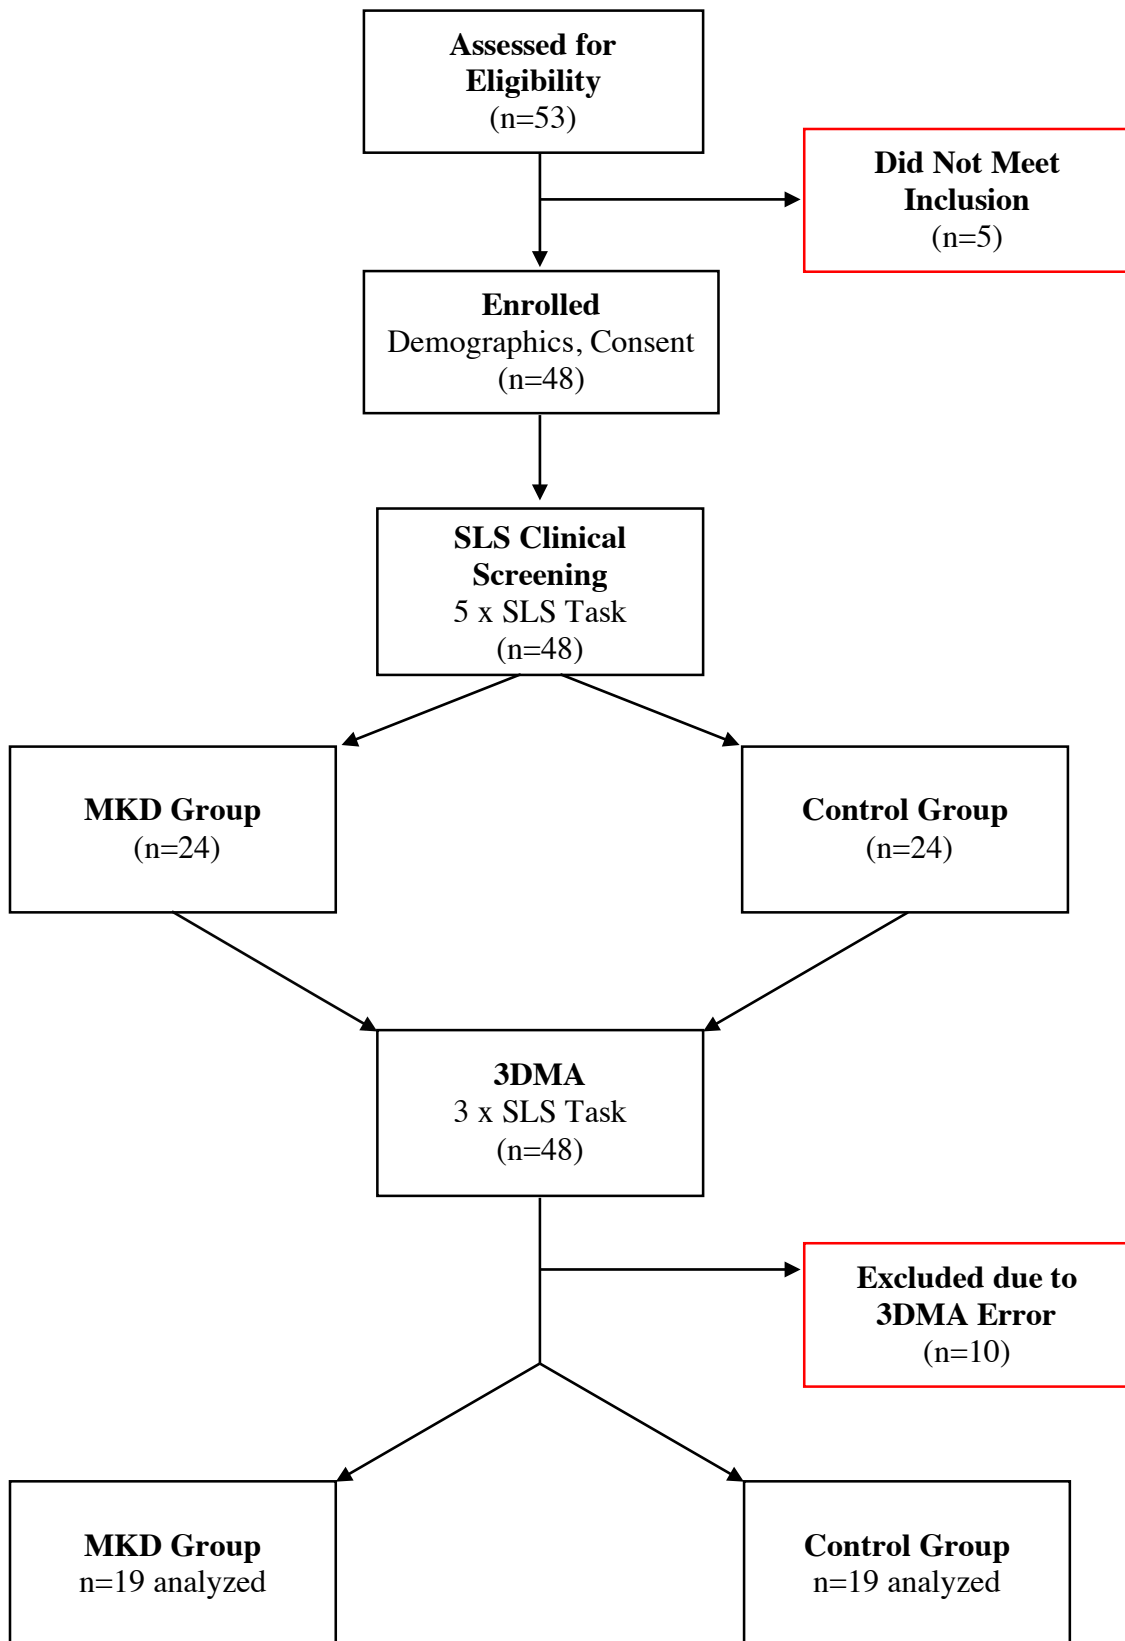 Assessed for
Eligibility
(n=53)
Did Not Meet
Inclusion
(n=5)
Enrolled
Demographics, Consent
(n=48)
SLS Clinical
Screening
5 x SLS Task
(n=48)
MKD Group
(n=24)
Control Group
(n=24)
3DMA
3 x SLS Task
(n=48)
Excluded due to
3DMA Error
(n=10)
MKD Group
n=19 analyzed
Control Group
n=19 analyzed